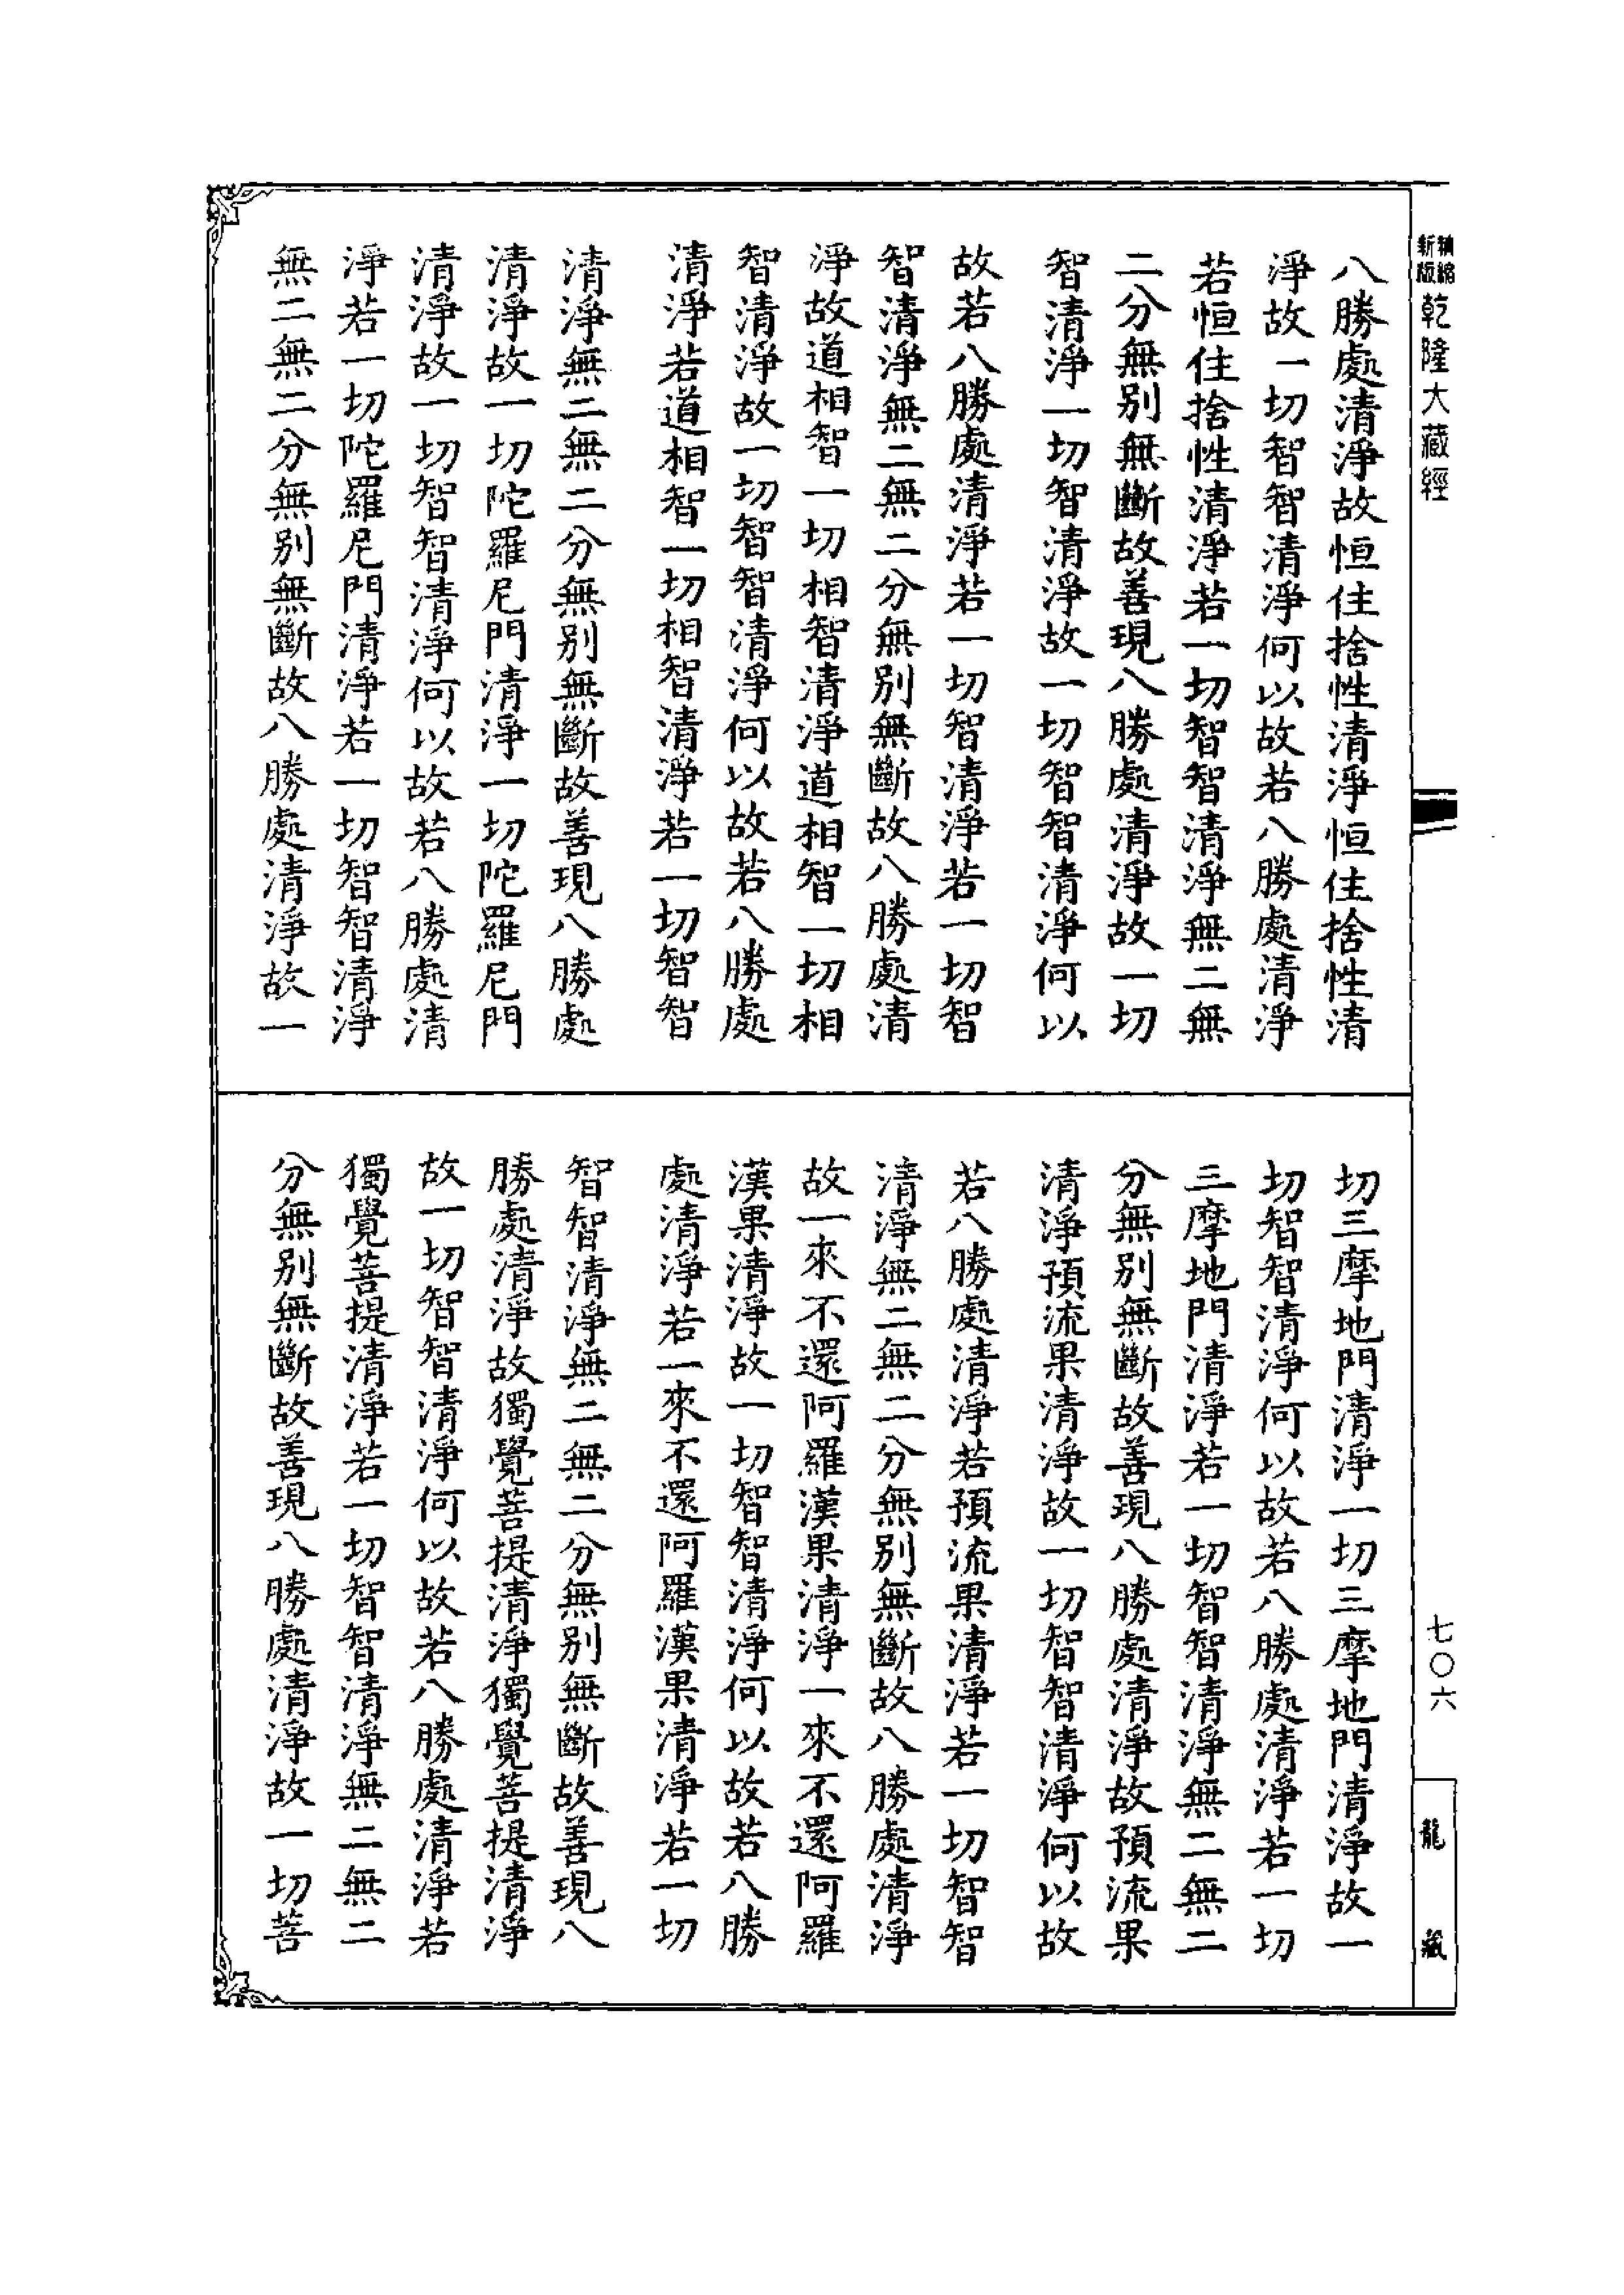 新版精縮乾隆大藏經
八勝處清淨故恒住捨性清淨恒住捨性清
淨故一切智智清淨何以故若八勝處清淨
若恒住捨性清淨若一切智智清淨無二無
二分無別無斷故善現八勝處清淨故一切
智清淨一切智清淨故一切智智清淨何以
故若八勝處清淨若一切智清淨若一切智
智清淨無二無二分無別無斷故八勝處清
淨故道相智一切相智清淨道相智一切相
智清淨故一切智智清淨何以故若八勝處
清淨若道相智一切相智清淨若一切智智
清淨無二無二分無別無斷故善現八勝處
清淨故一切陀羅尼門清淨一切陀羅尼門
清淨故一切智智清淨何以故若八勝處清
淨若一切陀羅尼門清淨若一切智智清淨
無二無二分無別無斷故八勝處清淨故一
切三摩地門清淨一切三摩地門清淨故一
切智智清淨何以故若八勝處清淨若一切
三摩地門清淨若一切智智清淨無二無二
分無別無斷故善現八勝處清淨故預流果
清淨預流果清淨故一切智智清淨何以故
若八勝處清淨若預流果清淨若一切智智
清淨無二無二分無別無斷故八勝處清淨
故一來不還阿羅漢果清淨一來不還阿羅
漢果清淨故一切智智清淨何以故若八勝
處清淨若一來不還阿羅漢果清淨若一切
智智清淨無二無二分無別無斷故善現八
勝處清淨故獨覺菩提清淨獨覺菩提清淨
故一切智智清淨何以故若八勝處清淨若
獨覺菩提清淨若一切智智清淨無二無二
分無別無斷故善現八勝處清淨故一切菩
七〇六
龍藏